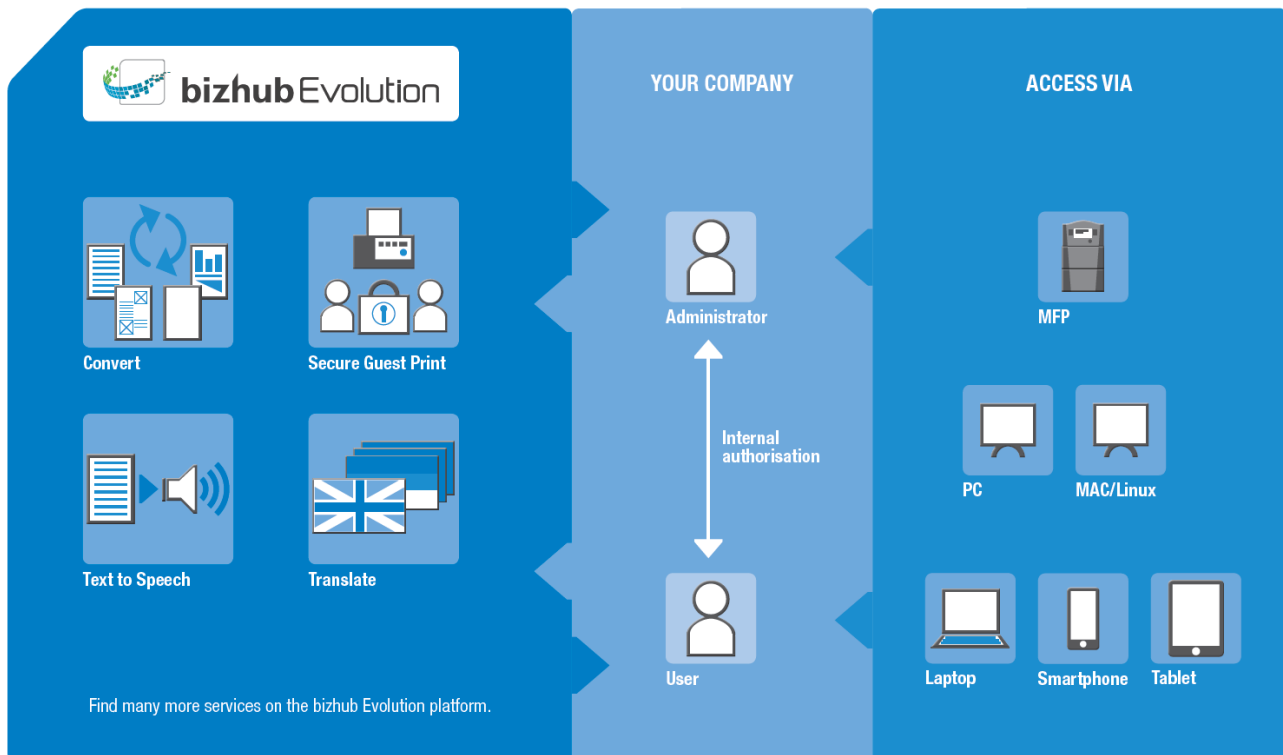 bizhub Evolution
YOUR COMPANY
ACCESS VIA
Convert
Secure Guest Print
Administrator
MFP
Internal
authorisation
PC
MAC/Linux
Text to Speech
Translate
User
Laptop
Smartphone
Tablet
Find many more services on the bizhub Evolution platform.